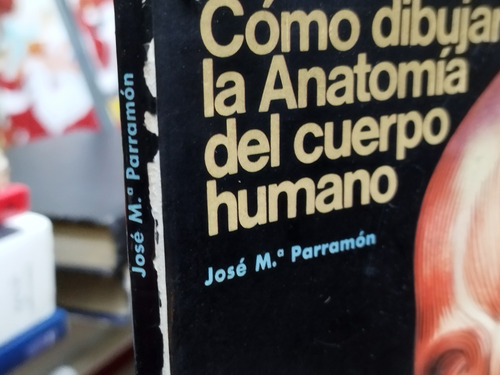 José M.ª Parramón
Cómo dibujar
la Anatomía
del cuerpo
humano
José M.ª Parramón